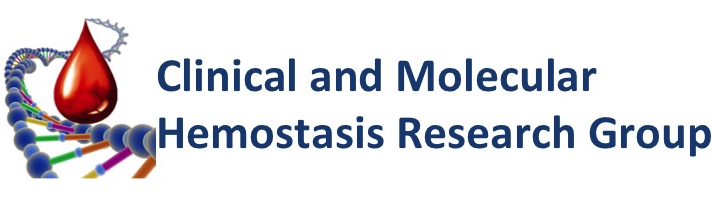 Clinical and Molecular
Hemostasis Research Group